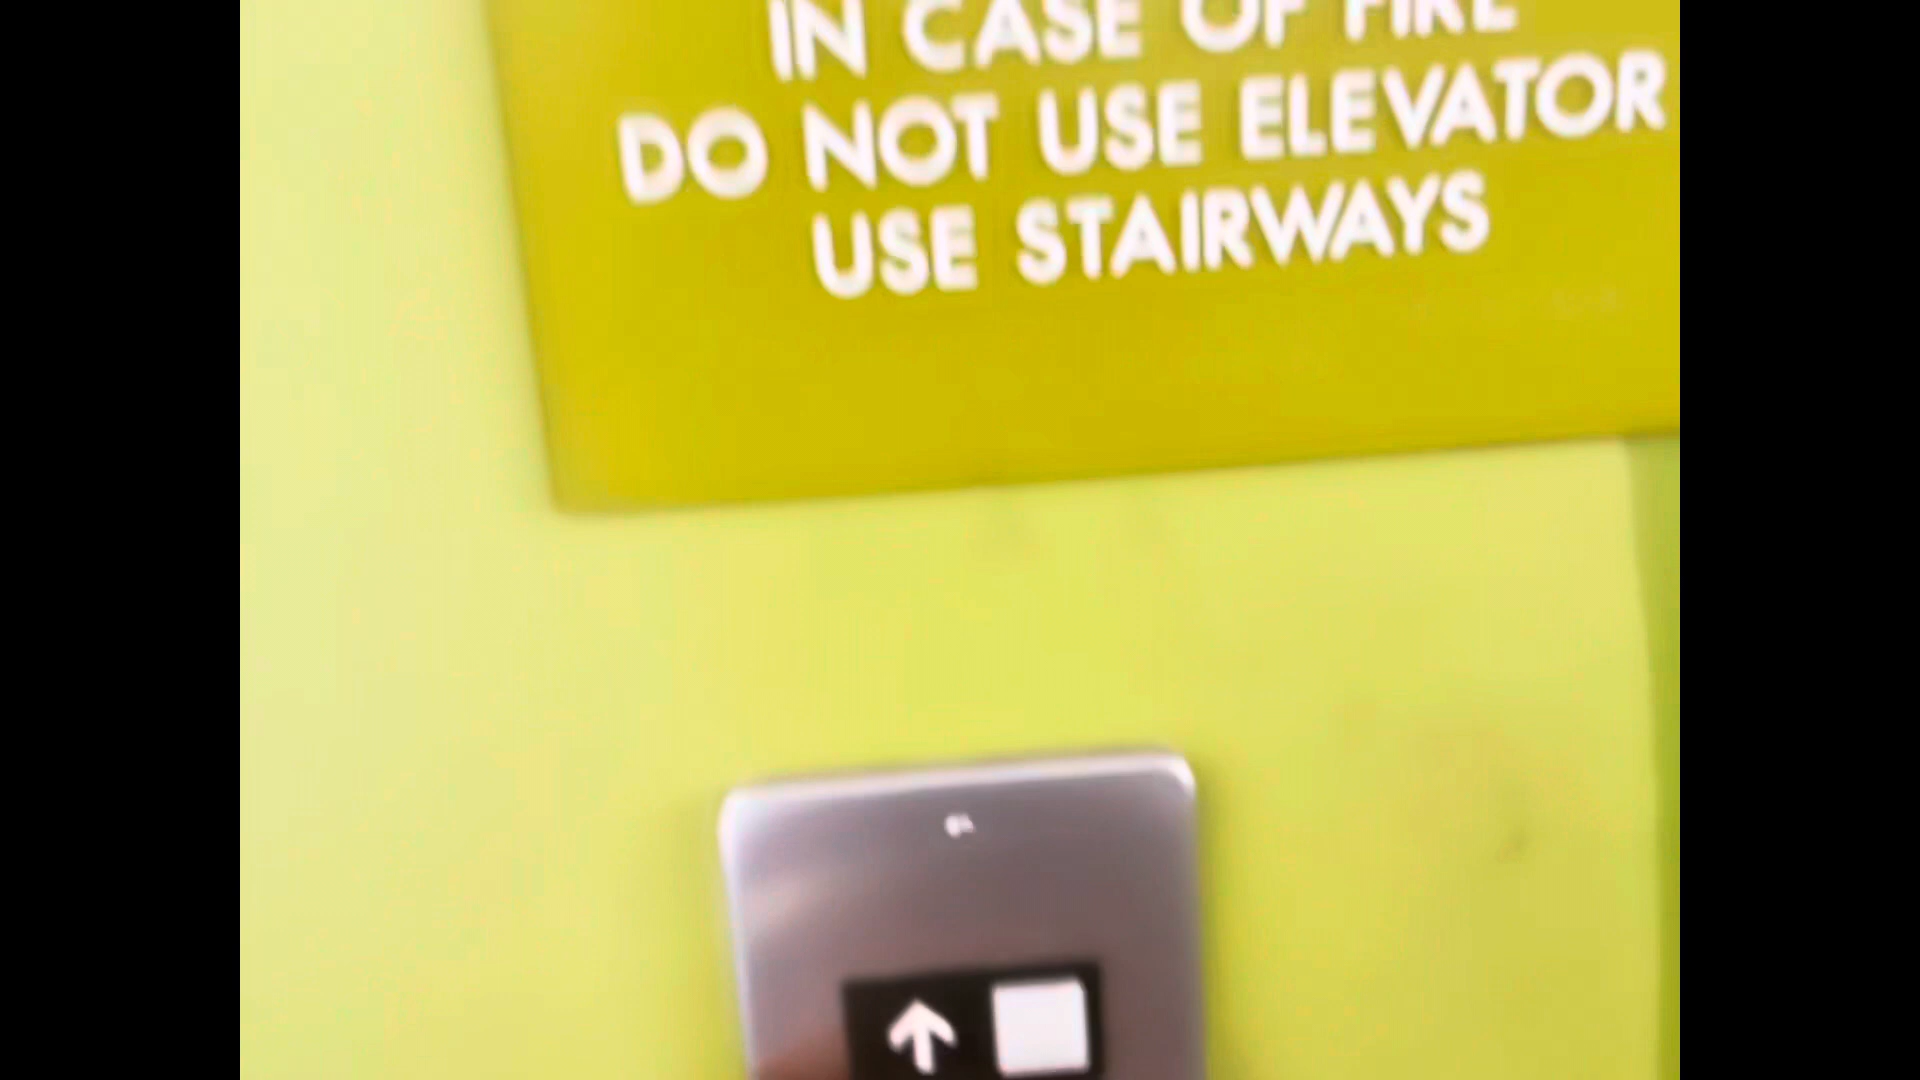 IN CASE OF FIRE
DO NOT USE ELEVATOR
USE STAIRWAYS